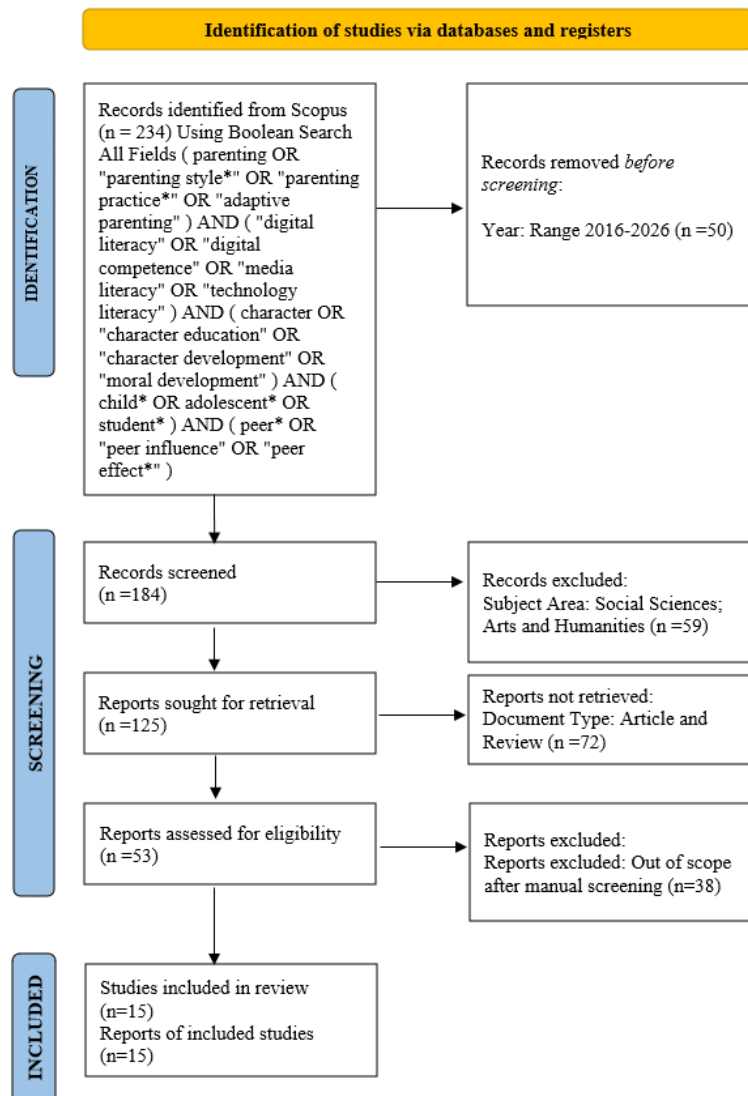 Identification of studies via databases and registers
IDENTIFICATION
Records identified from Scopus
(n = 234) Using Boolean Search
All Fields ( parenting OR
"parenting style*" OR "parenting
practice*" OR "adaptive
parenting" ) AND ( "digital
literacy" OR "digital
competence" OR "media
literacy" OR "technology
literacy" ) AND ( character OR
"character education" OR
"character development" OR
"moral development" ) AND (
child* OR adolescent* OR
student* ) AND ( peer* OR
"peer influence" OR "peer
effect*" )
Records removed before
screening:
Year: Range 2016-2026 (n =50)
SCREENING
Records screened
(n =184)
Records excluded:
Subject Area: Social Sciences;
Arts and Humanities (n =59)
Reports sought for retrieval
(n =125)
Reports not retrieved:
Document Type: Article and
Review (n =72)
Reports assessed for eligibility
(n =53)
Reports excluded:
Reports excluded: Out of scope
after manual screening (n=38)
INCLUDED
Studies included in review
(n=15)
Reports of included studies
(n=15)